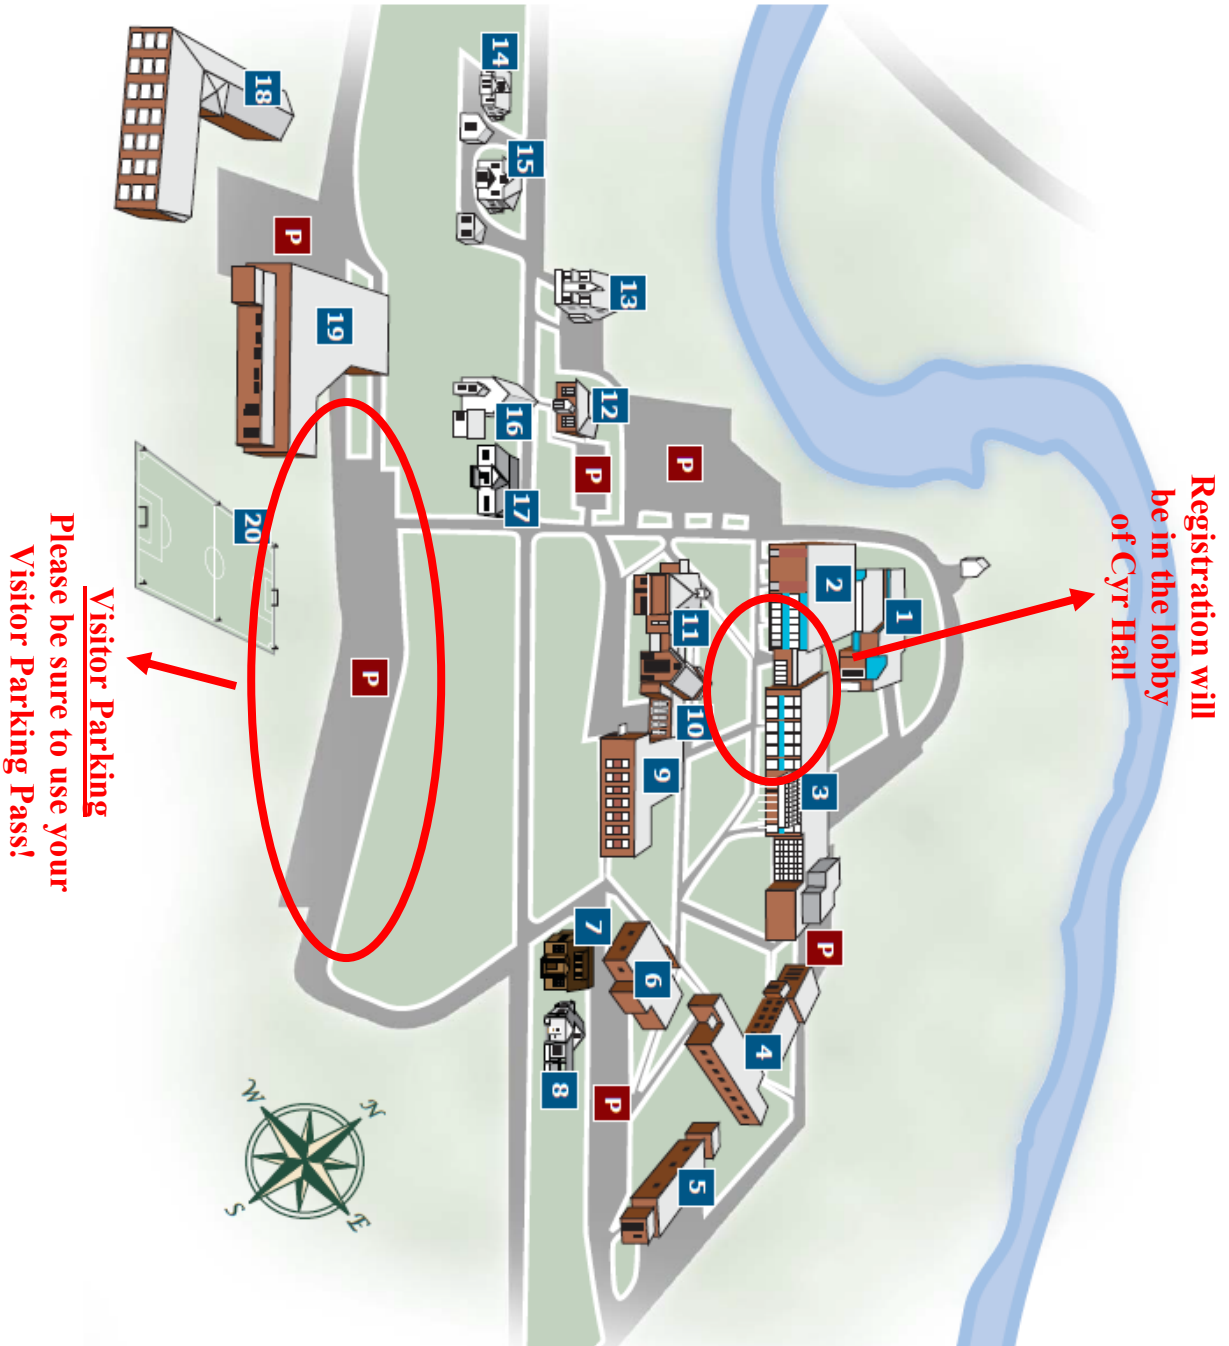 Registration will
be in the lobby
of Cyr Hall
1
2
3
4
5
6
7
8
9
10
11
12
13
14
15
16
17
18
19
20
P
P
P
P
P
P
N
E
S
W
Visitor Parking
Please be sure to use your
Visitor Parking Pass!